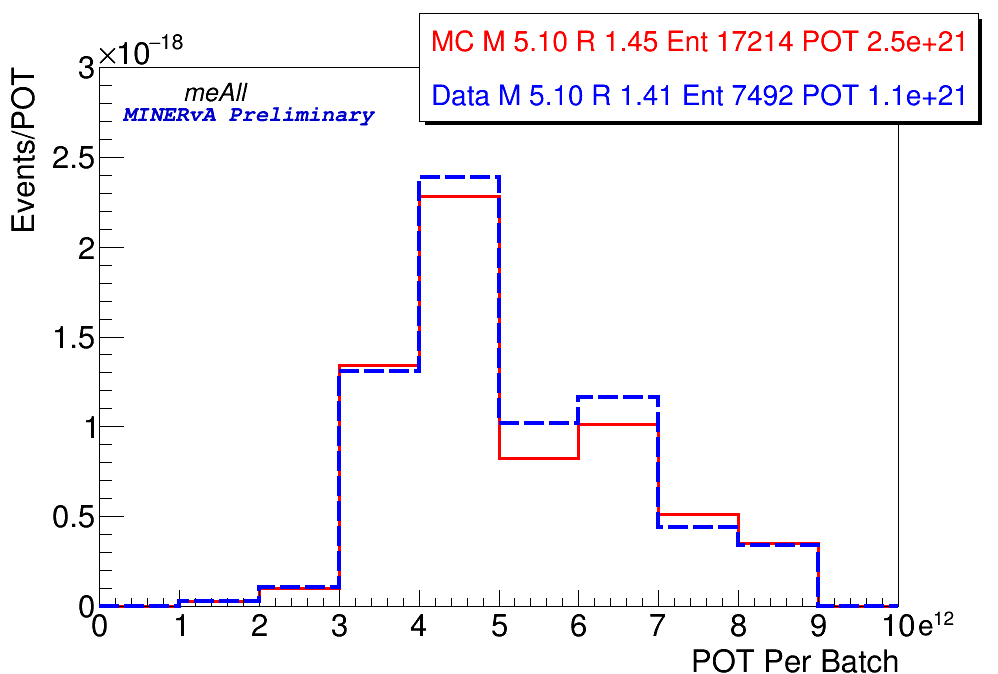 ×10⁻¹⁸
MC M 5.10 R 1.45 Ent 17214 POT 2.5e+21
Data M 5.10 R 1.41 Ent 7492 POT 1.1e+21
meAll
MINERvA Preliminary
Events/POT
3
2.5
2
1.5
1
0.5
0
0 1 2 3 4 5 6 7 8 9 10 e12
POT Per Batch